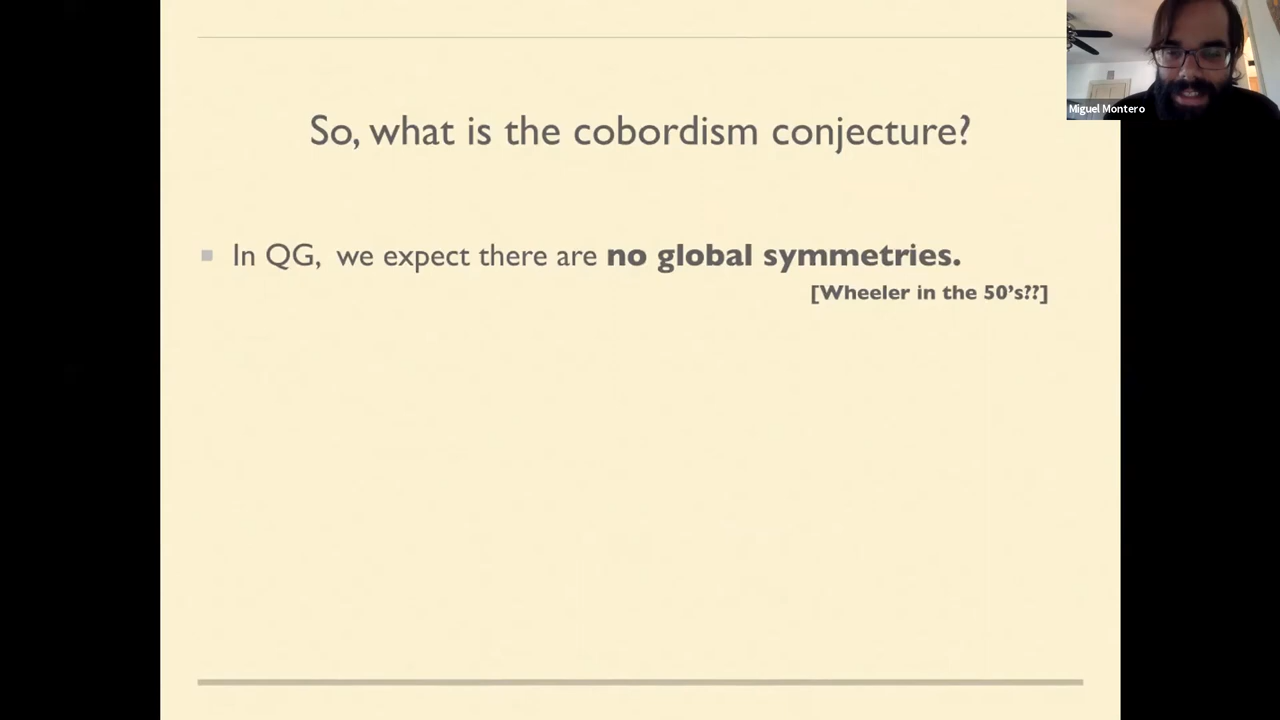 Miguel Montero
So, what is the cobordism conjecture?
In QG, we expect there are no global symmetries.
[Wheeler in the 50's??]